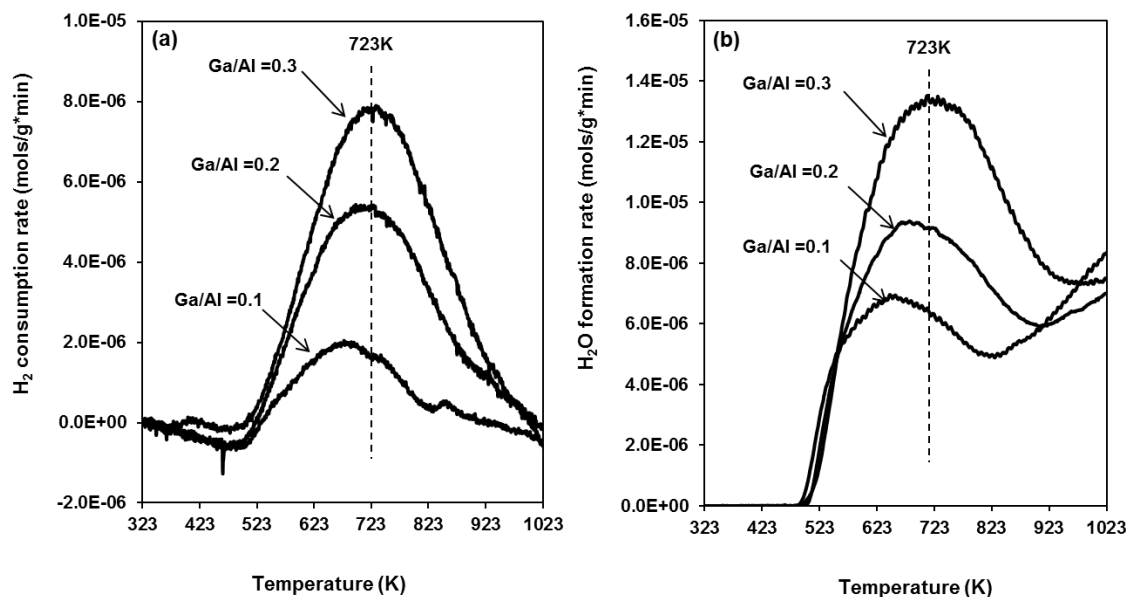 (a)
723K
Ga/Al =0.3
Ga/Al =0.2
Ga/Al =0.1
H₂ consumption rate (mols/g*min)
1.0E-05
8.0E-06
6.0E-06
4.0E-06
2.0E-06
0.0E+00
-2.0E-06
323 423 523 623 723 823 923 1023
Temperature (K)
(b)
723K
Ga/Al =0.3
Ga/Al =0.2
Ga/Al =0.1
H₂O formation rate (mols/g*min)
1.6E-05
1.4E-05
1.2E-05
1.0E-05
8.0E-06
6.0E-06
4.0E-06
2.0E-06
0.0E+00
323 423 523 623 723 823 923 1023
Temperature (K)